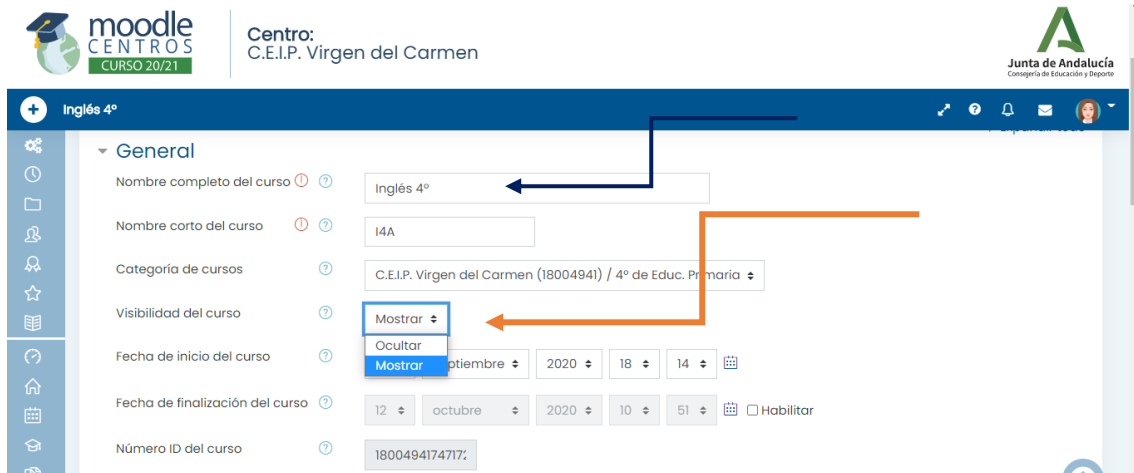 moodle
CENTROS
CURSO 20/21
Centro:
C.E.I.P. Virgen del Carmen
Junta de Andalucía
Consejería de Educación y Deporte
Inglés 4º
General
Nombre completo del curso
Inglés 4º
Nombre corto del curso
I4A
Categoría de cursos
C.E.I.P. Virgen del Carmen (18004941) / 4º de Educ. Primaria
Visibilidad del curso
Mostrar
Ocultar
Mostrar
Fecha de inicio del curso
2020 18 14
Fecha de finalización del curso
12 octubre 2020 10 51 Habilitar
Número ID del curso